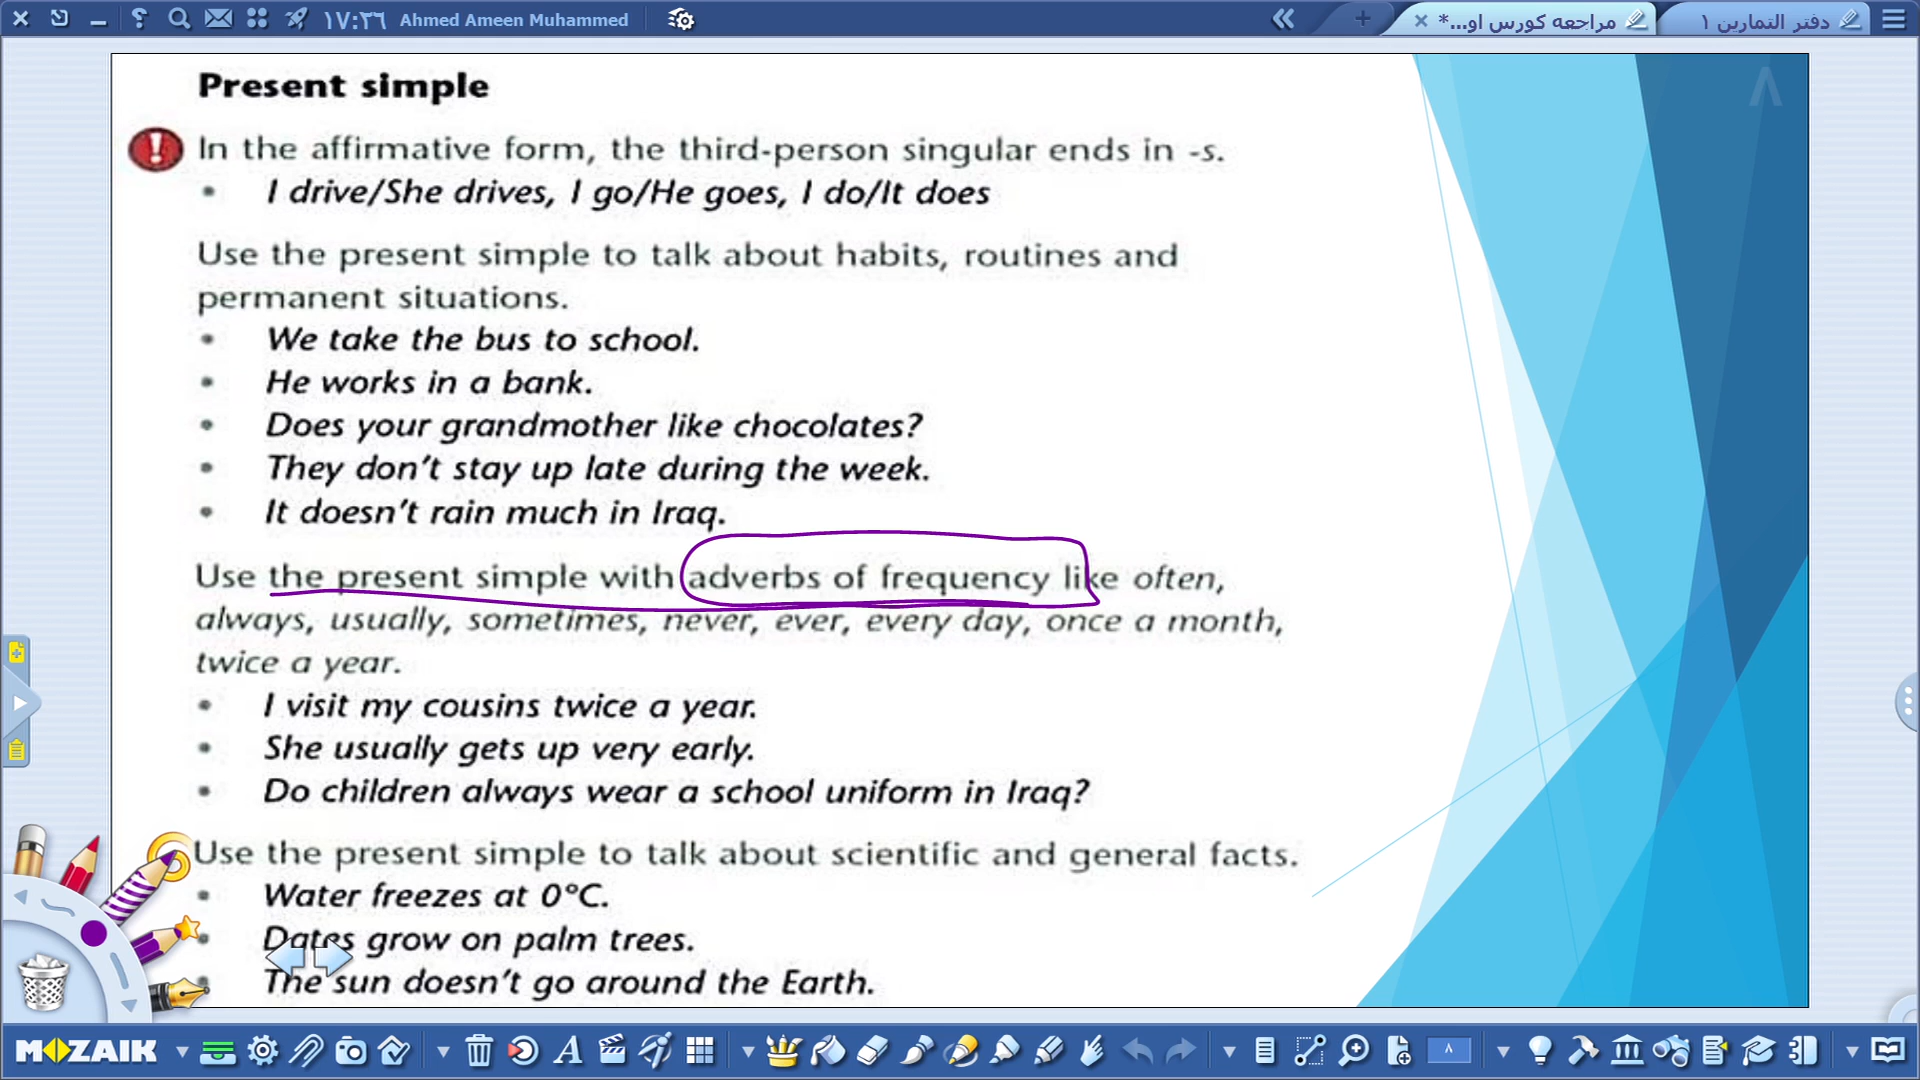 ١٧:٣٦ Ahmed Ameen Muhammed
مراجعه كورس او...*
دفتر التمارين ١
Present simple
In the affirmative form, the third-person singular ends in -s.
• I drive/She drives, I go/He goes, I do/It does
Use the present simple to talk about habits, routines and
permanent situations.
• We take the bus to school.
• He works in a bank.
• Does your grandmother like chocolates?
• They don't stay up late during the week.
• It doesn't rain much in Iraq.
Use the present simple with adverbs of frequency like often,
always, usually, sometimes, never, ever, every day, once a month,
twice a year.
• I visit my cousins twice a year.
• She usually gets up very early.
• Do children always wear a school uniform in Iraq?
Use the present simple to talk about scientific and general facts.
• Water freezes at 0°C.
• Dates grow on palm trees.
• The sun doesn't go around the Earth.
MOZAIK
٨